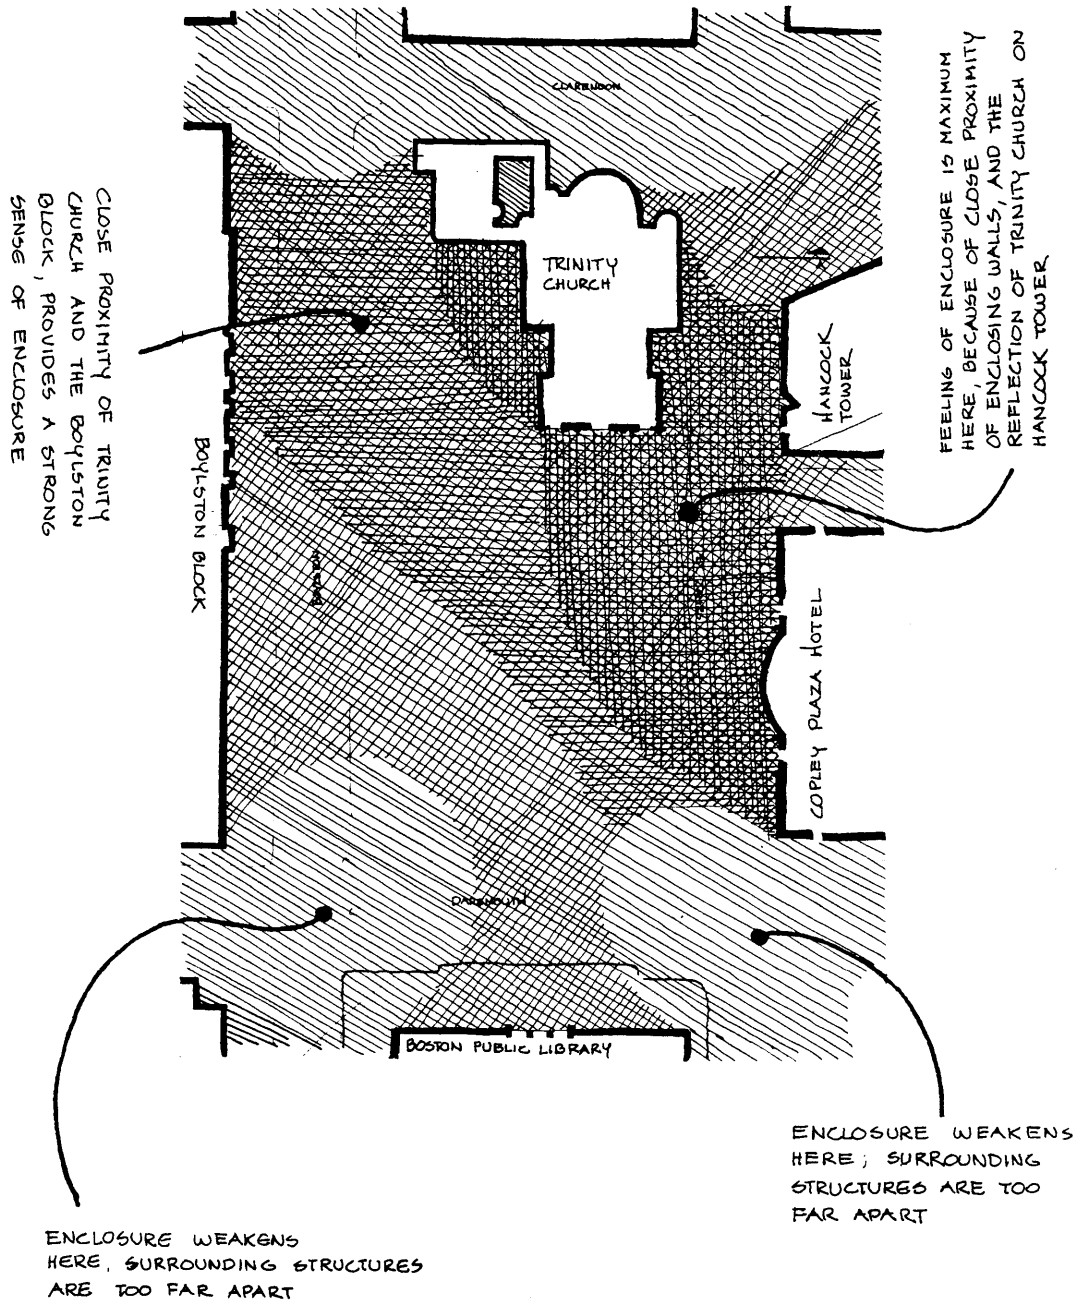 CLARENDON
FEELING OF ENCLOSURE IS MAXIMUM
HERE, BECAUSE OF CLOSE PROXIMITY
OF ENCLOSING WALLS, AND THE
REFLECTION OF TRINITY CHURCH ON
HANCOCK TOWER
CLOSE PROXIMITY OF TRINITY
CHURCH AND THE BOYLSTON
BLOCK, PROVIDES A STRONG
SENSE OF ENCLOSURE
TRINITY
CHURCH
HANCOCK
TOWER
BOYLSTON BLOCK
COPLEY PLAZA HOTEL
BOSTON PUBLIC LIBRARY
ENCLOSURE WEAKENS
HERE; SURROUNDING
STRUCTURES ARE TOO
FAR APART
ENCLOSURE WEAKENS
HERE, SURROUNDING STRUCTURES
ARE TOO FAR APART